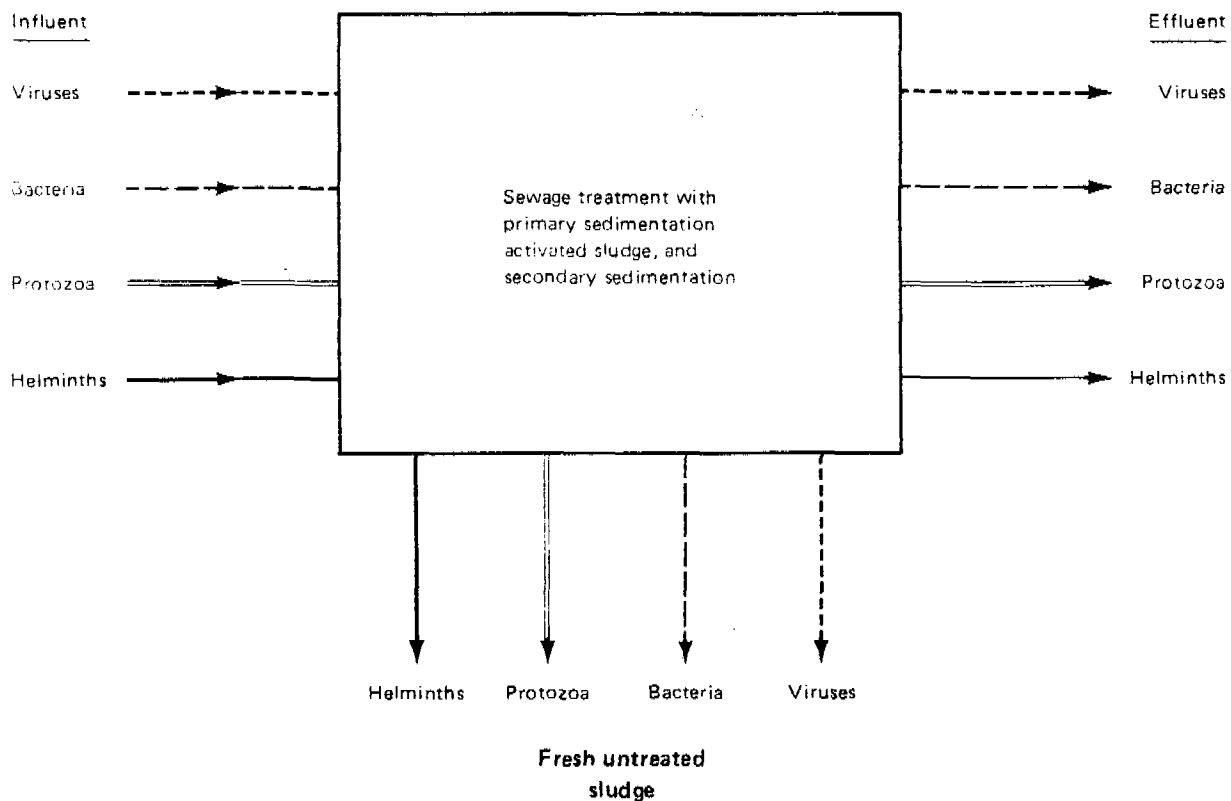 Influent
Effluent
Viruses
Viruses
Bacteria
Bacteria
Sewage treatment with
primary sedimentation
activated sludge, and
secondary sedimentation
Protozoa
Protozoa
Helminths
Helminths
Helminths
Protozoa
Bacteria
Viruses
Fresh untreated
sludge